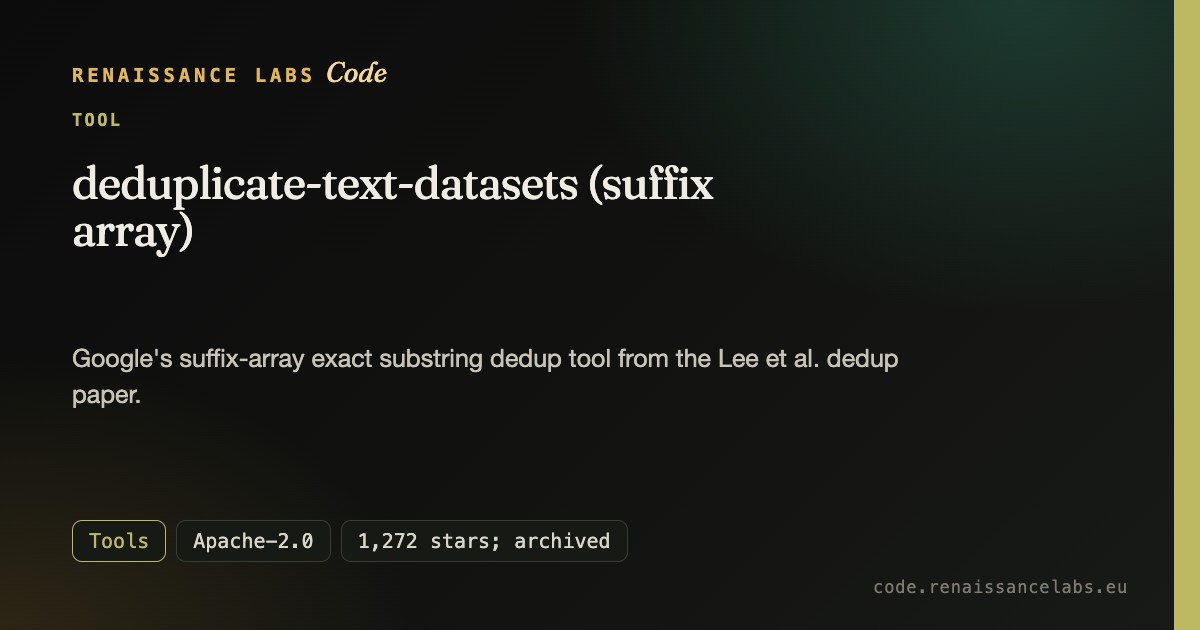 RENAISSANCE LABS Code
TOOL
deduplicate-text-datasets (suffix
array)
Google's suffix-array exact substring dedup tool from the Lee et al. dedup
paper.
Tools
Apache-2.0
1,272 stars; archived
code.renaissancelabs.eu